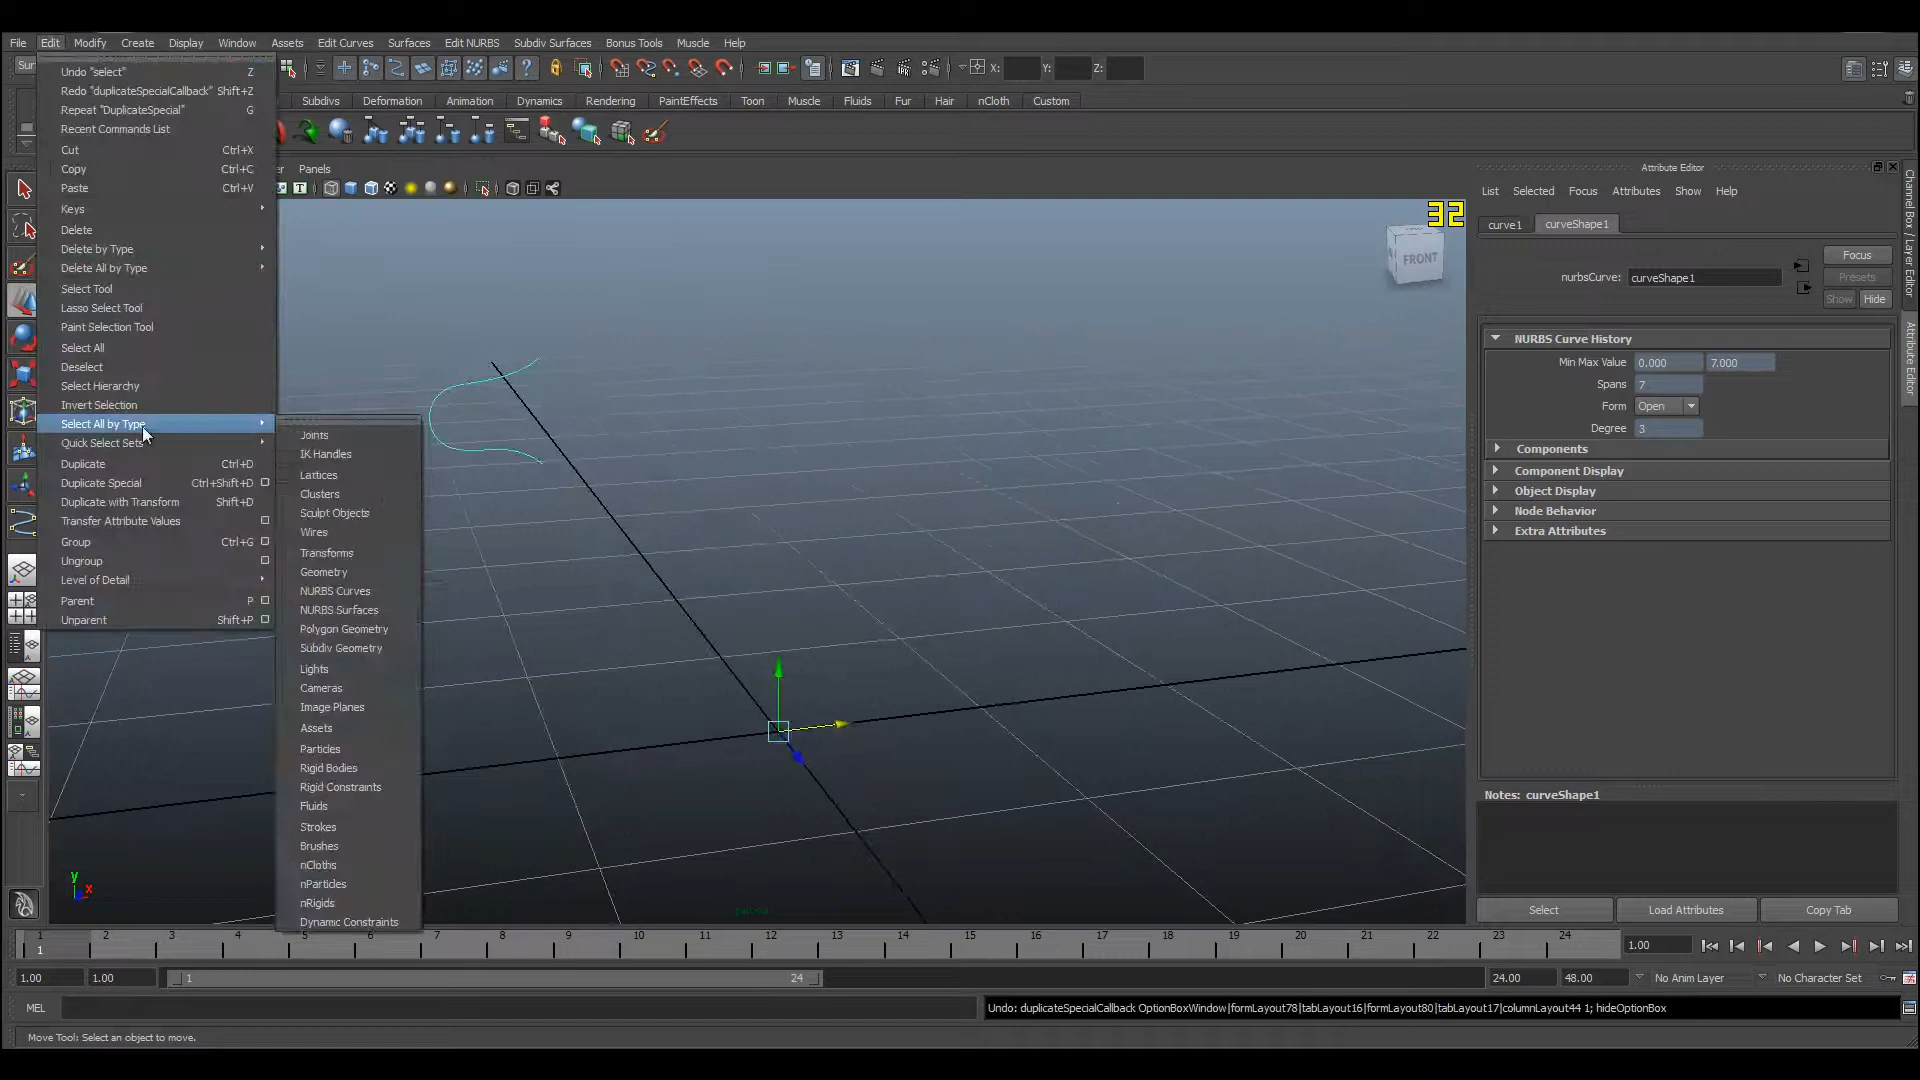 File Edit Modify Create Display Window Assets Edit Curves Surfaces Edit NURBS Subdiv Surfaces Bonus Tools Muscle Help
Sur
X: Y: Z:
Subdivs Deformation Animation Dynamics Rendering PaintEffects Toon Muscle Fluids Fur Hair nCloth Custom
Panels
Undo "select" Z
Redo "duplicateSpecialCallback" Shift+Z
Repeat "DuplicateSpecial" G
Recent Commands List
Cut Ctrl+X
Copy Ctrl+C
Paste Ctrl+V
Keys
Delete
Delete by Type
Delete All by Type
Select Tool
Lasso Select Tool
Paint Selection Tool
Select All
Deselect
Select Hierarchy
Invert Selection
Select All by Type
Quick Select Sets
Duplicate Ctrl+D
Duplicate Special Ctrl+Shift+D
Duplicate with Transform Shift+D
Transfer Attribute Values
Group Ctrl+G
Ungroup
Level of Detail
Parent P
Unparent Shift+P
Joints
IK Handles
Lattices
Clusters
Sculpt Objects
Wires
Transforms
Geometry
NURBS Curves
NURBS Surfaces
Polygon Geometry
Subdiv Geometry
Lights
Cameras
Image Planes
Assets
Particles
Rigid Bodies
Rigid Constraints
Fluids
Strokes
Brushes
nCloths
nParticles
nRigids
Dynamic Constraints
32
FRONT
y
x
Attribute Editor
List Selected Focus Attributes Show Help
curve1 curveShape1
Focus
nurbsCurve: curveShape1
Presets
Show Hide
NURBS Curve History
Min Max Value 0.000 7.000
Spans 7
Form Open
Degree 3
Components
Component Display
Object Display
Node Behavior
Extra Attributes
Notes: curveShape1
Select Load Attributes Copy Tab
Channel Box / Layer Editor
Attribute Editor
1 2 3 4 5 6 7 8 9 10 11 12 13 14 15 16 17 18 19 20 21 22 23 24
1
1.00
1.00 1.00 1 24 24.00 48.00 No Anim Layer No Character Set
MEL Undo: duplicateSpecialCallback OptionBoxWindow|formLayout78|tabLayout16|formLayout80|tabLayout17|columnLayout44 1; hideOptionBox
Move Tool: Select an object to move.